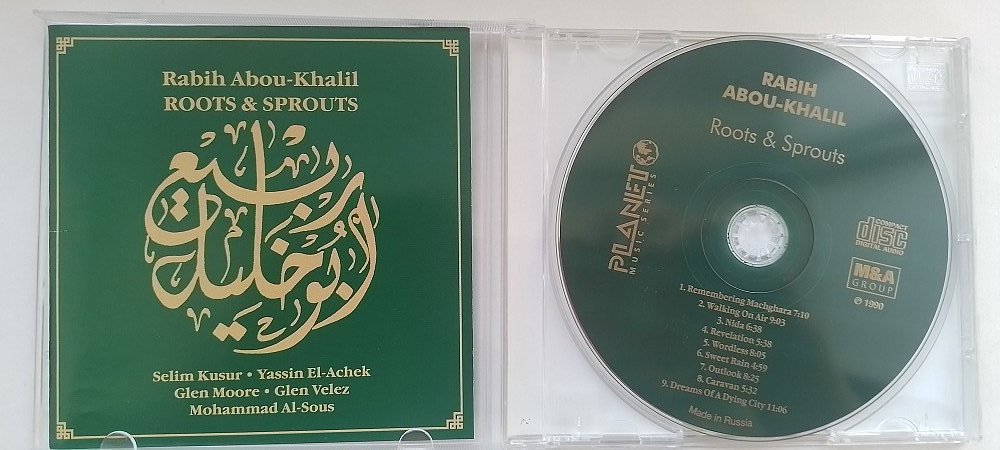 Rabih Abou-Khalil
ROOTS & SPROUTS
ربيع
أبو خليل
Selim Kusur • Yassin El-Achek
Glen Moore • Glen Velez
Mohammad Al-Sous
RABIH
ABOU-KHALIL
Roots & Sprouts
PLANET
MUSIC SERIES
COMPACT
disc
DIGITAL AUDIO
M&A
GROUP
℗ 1990
1. Remembering Machghara 7:10
2. Walking On Air 9:03
3. Nida 6:38
4. Revelation 5:38
5. Wordless 8:05
6. Sweet Rain 4:59
7. Outlook 8:25
8. Caravan 5:32
9. Dreams Of A Dying City 11:06
Made in Russia